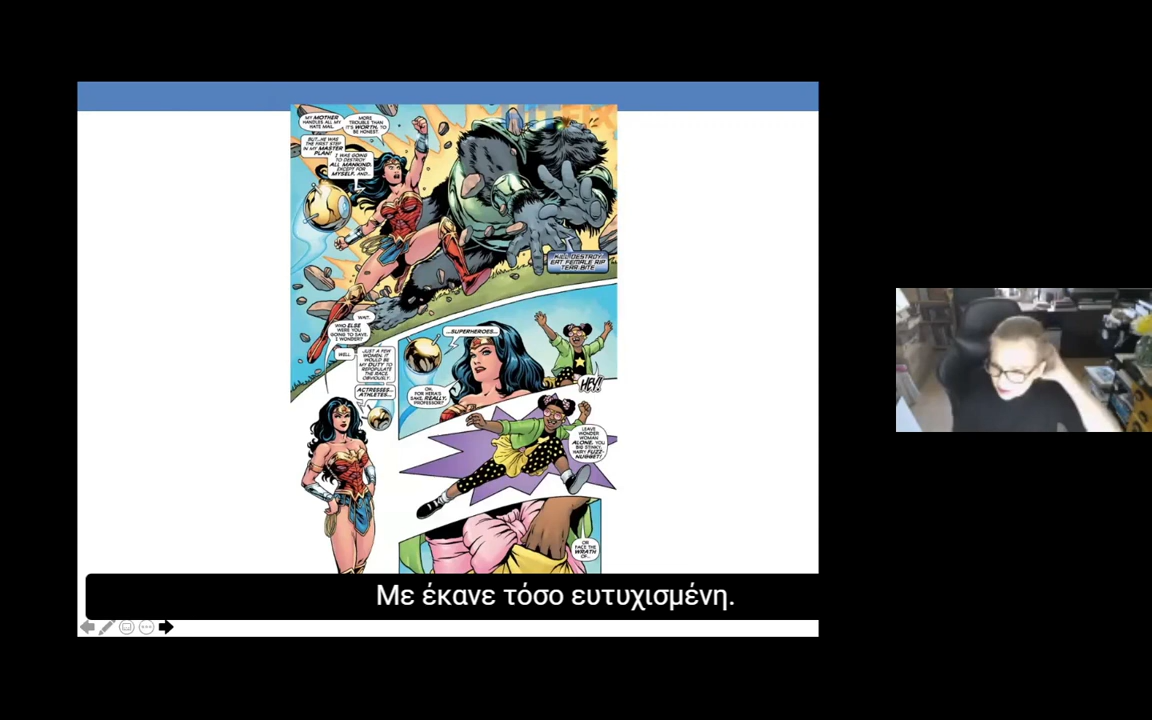 MY MOTHER
HANDLES ALL MY
HATE MAIL.
MORE
TROUBLE THAN
IT'S WORTH, TO
BE HONEST.
BUT...HE WAS
THE FIRST STEP
IN MY MASTER
PLAN!
I WAS GOING
TO DESTROY
ALL MANKIND,
EXCEPT FOR
MYSELF, AND...
KILL DESTROY
EAT FEMALE RIP
TEAR BITE
WAIT.
WHO ELSE
WERE YOU
GOING TO SAVE,
I WONDER?
WELL.
JUST A FEW
WOMEN. IT
WOULD BE MY
DUTY TO
REPOPULATE
THE RACE,
OBVIOUSLY.
ACTRESSES...
ATHLETES...
...SUPERHEROES...
OH,
FOR HERA'S
SAKE, REALLY,
PROFESSOR?
HEY!
LEAVE
WONDER
WOMAN
ALONE, YOU
BIG STINKY,
HAIRY FUZZ-
NUGGET!
OR
FACE THE
WRATH
OF...
Με έκανε τόσο ευτυχισμένη.